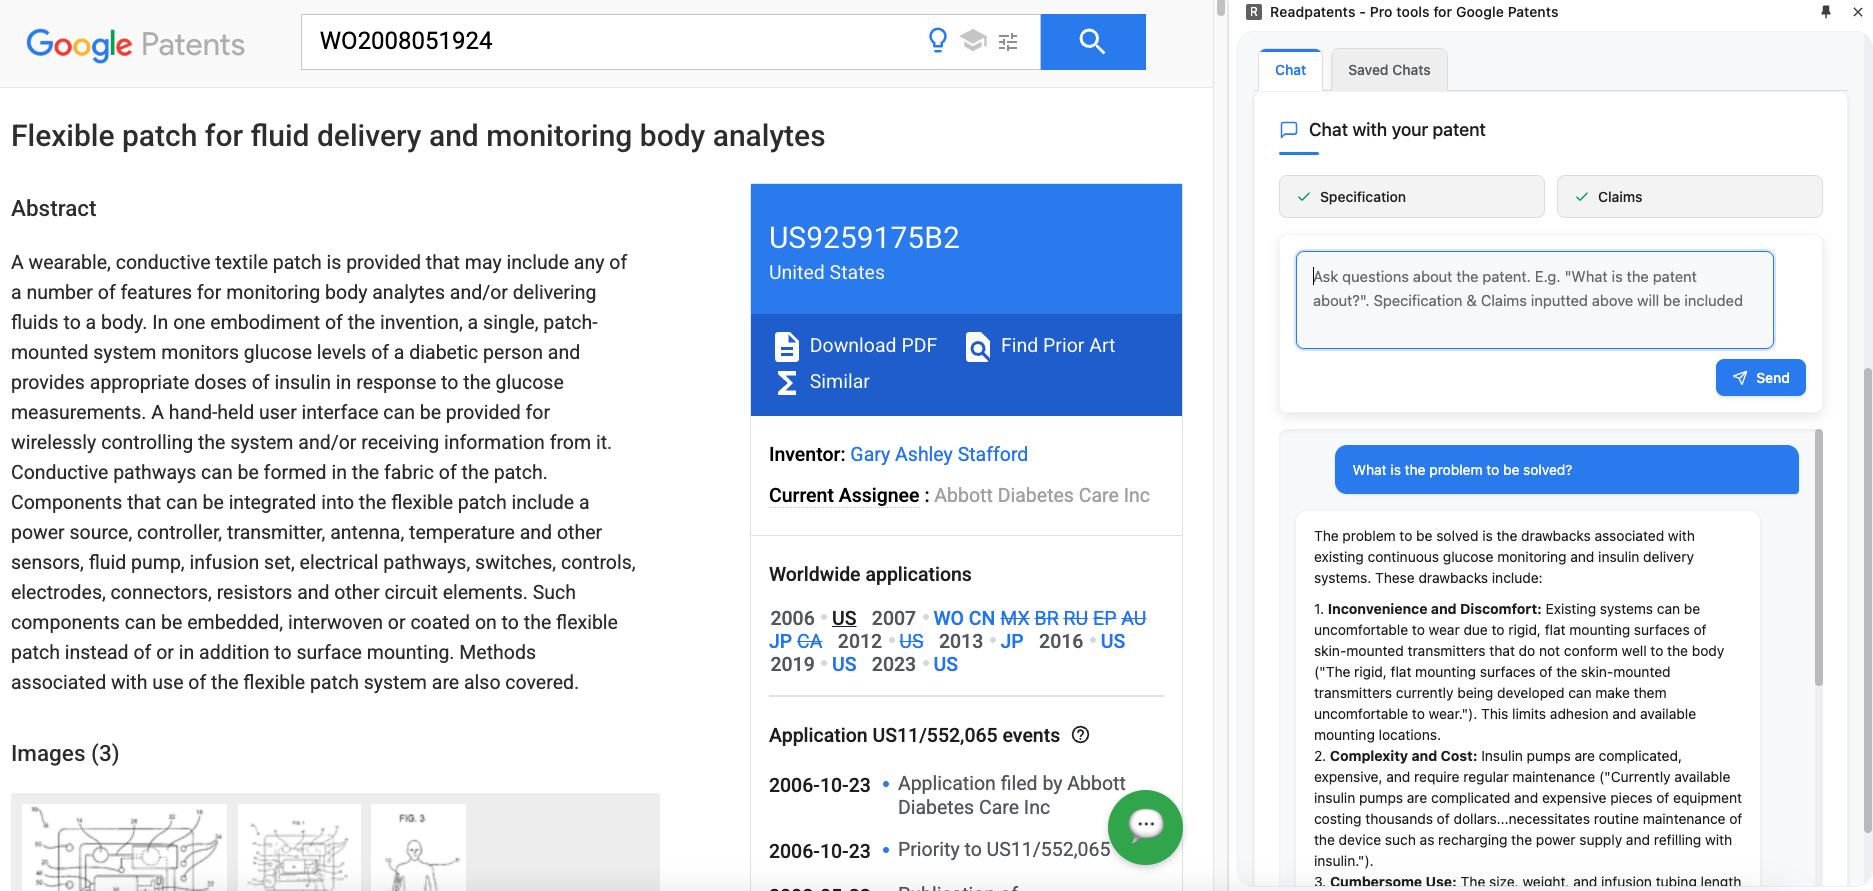 Google Patents
WO2008051924
Flexible patch for fluid delivery and monitoring body analytes
Abstract
A wearable, conductive textile patch is provided that may include any of
a number of features for monitoring body analytes and/or delivering
fluids to a body. In one embodiment of the invention, a single, patch-
mounted system monitors glucose levels of a diabetic person and
provides appropriate doses of insulin in response to the glucose
measurements. A hand-held user interface can be provided for
wirelessly controlling the system and/or receiving information from it.
Conductive pathways can be formed in the fabric of the patch.
Components that can be integrated into the flexible patch include a
power source, controller, transmitter, antenna, temperature and other
sensors, fluid pump, infusion set, electrical pathways, switches, controls,
electrodes, connectors, resistors and other circuit elements. Such
components can be embedded, interwoven or coated on to the flexible
patch instead of or in addition to surface mounting. Methods
associated with use of the flexible patch system are also covered.
Images (3)
FIG. 3
US9259175B2
United States
Download PDF
Find Prior Art
Similar
Inventor: Gary Ashley Stafford
Current Assignee : Abbott Diabetes Care Inc
Worldwide applications
2006 • US 2007 • WO CN MX BR RU EP AU
JP CA 2012 • US 2013 • JP 2016 • US
2019 • US 2023 • US
Application US11/552,065 events
2006-10-23 • Application filed by Abbott
Diabetes Care Inc
2006-10-23 • Priority to US11/552,065
R Readpatents - Pro tools for Google Patents
Chat
Saved Chats
Chat with your patent
Specification
Claims
Ask questions about the patent. E.g. "What is the patent
about?". Specification & Claims inputted above will be included
Send
What is the problem to be solved?
The problem to be solved is the drawbacks associated with
existing continuous glucose monitoring and insulin delivery
systems. These drawbacks include:
1. Inconvenience and Discomfort: Existing systems can be
uncomfortable to wear due to rigid, flat mounting surfaces of
skin-mounted transmitters that do not conform well to the body
("The rigid, flat mounting surfaces of the skin-mounted
transmitters currently being developed can make them
uncomfortable to wear."). This limits adhesion and available
mounting locations.
2. Complexity and Cost: Insulin pumps are complicated,
expensive, and require regular maintenance ("Currently available
insulin pumps are complicated and expensive pieces of equipment
costing thousands of dollars...necessitates routine maintenance of
the device such as recharging the power supply and refilling with
insulin.").
3. Cumbersome Use: The size, weight, and infusion tubing length